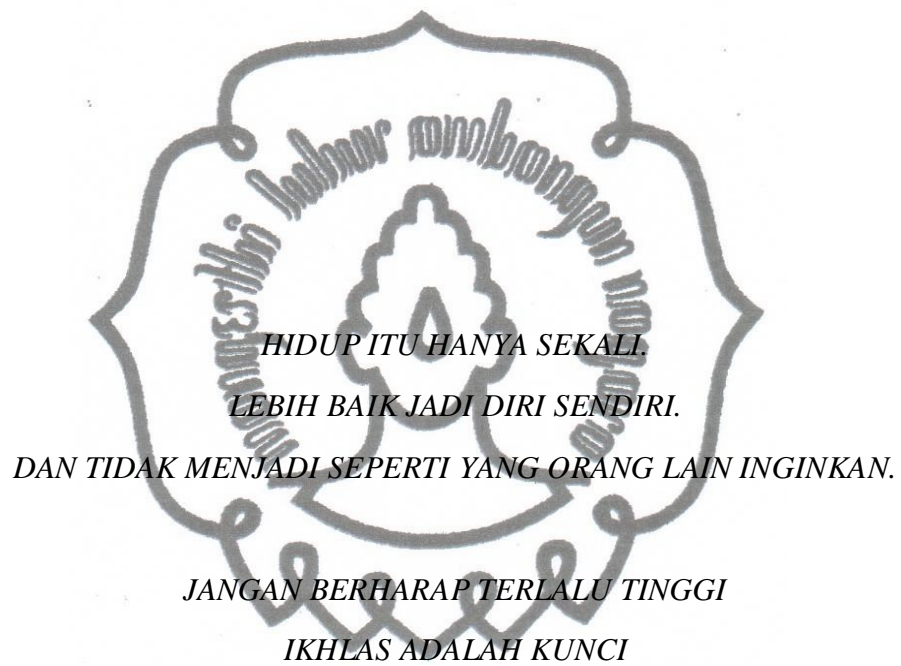 HIDUP ITU HANYA SEKALI.
LEBIH BAIK JADI DIRI SENDIRI.
DAN TIDAK MENJADI SEPERTI YANG ORANG LAIN INGINKAN.
JANGAN BERHARAP TERLALU TINGGI
IKHLAS ADALAH KUNCI